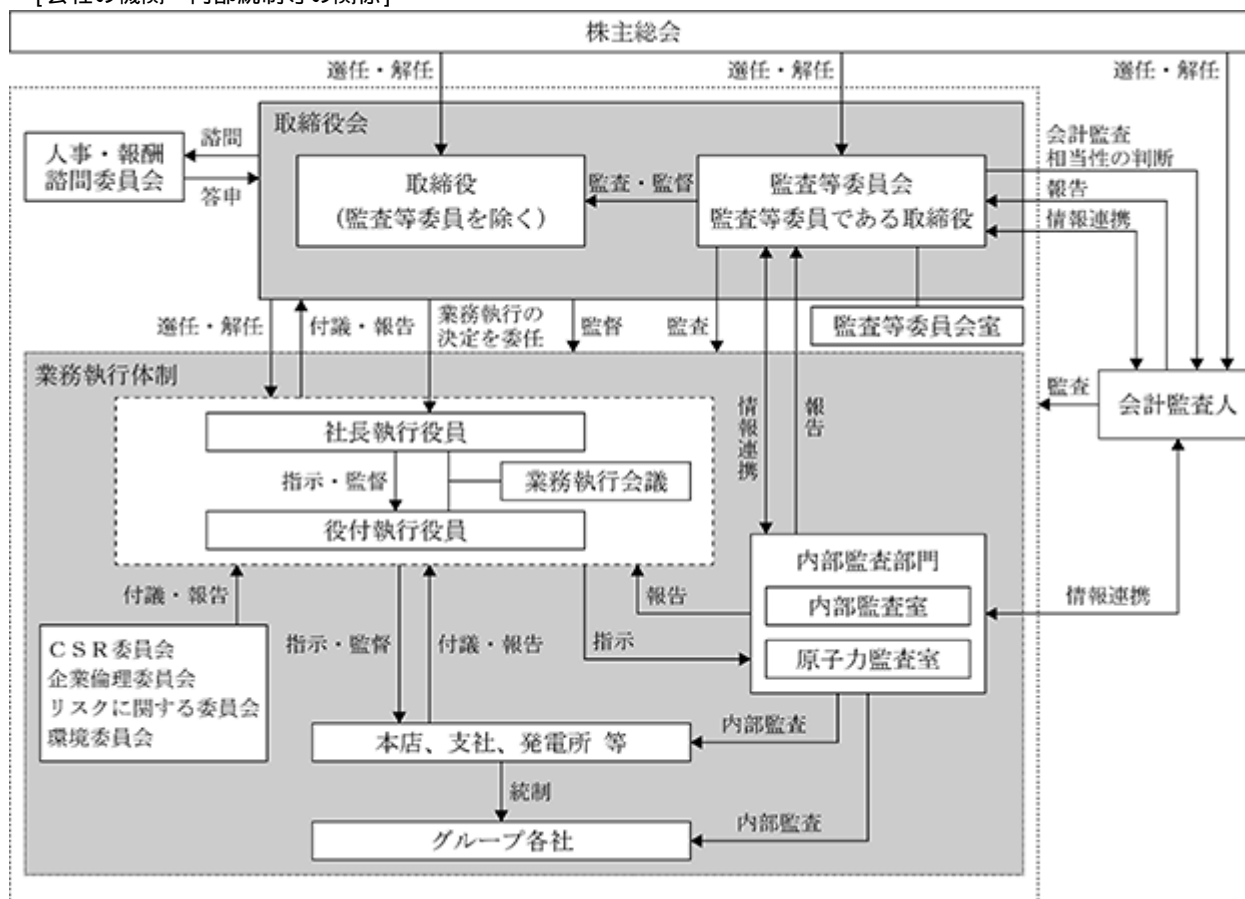 [会社の機関・内部統制等の関係]
株主総会
選任・解任
選任・解任
選任・解任
取締役会
人事・報酬
諮問委員会
諮問
答申
取締役
(監査等委員を除く)
監査・監督
監査等委員会
監査等委員である取締役
会計監査
相当性の判断
報告
情報連携
選任・解任
付議・報告
業務執行の
決定を委任
監督
監査
監査等委員会室
業務執行体制
社長執行役員
指示・監督
業務執行会議
役付執行役員
情報連携
報告
監査
会計監査人
付議・報告
CSR委員会
企業倫理委員会
リスクに関する委員会
環境委員会
指示・監督
付議・報告
報告
指示
内部監査部門
内部監査室
原子力監査室
情報連携
本店、支社、発電所 等
内部監査
統制
グループ各社
内部監査